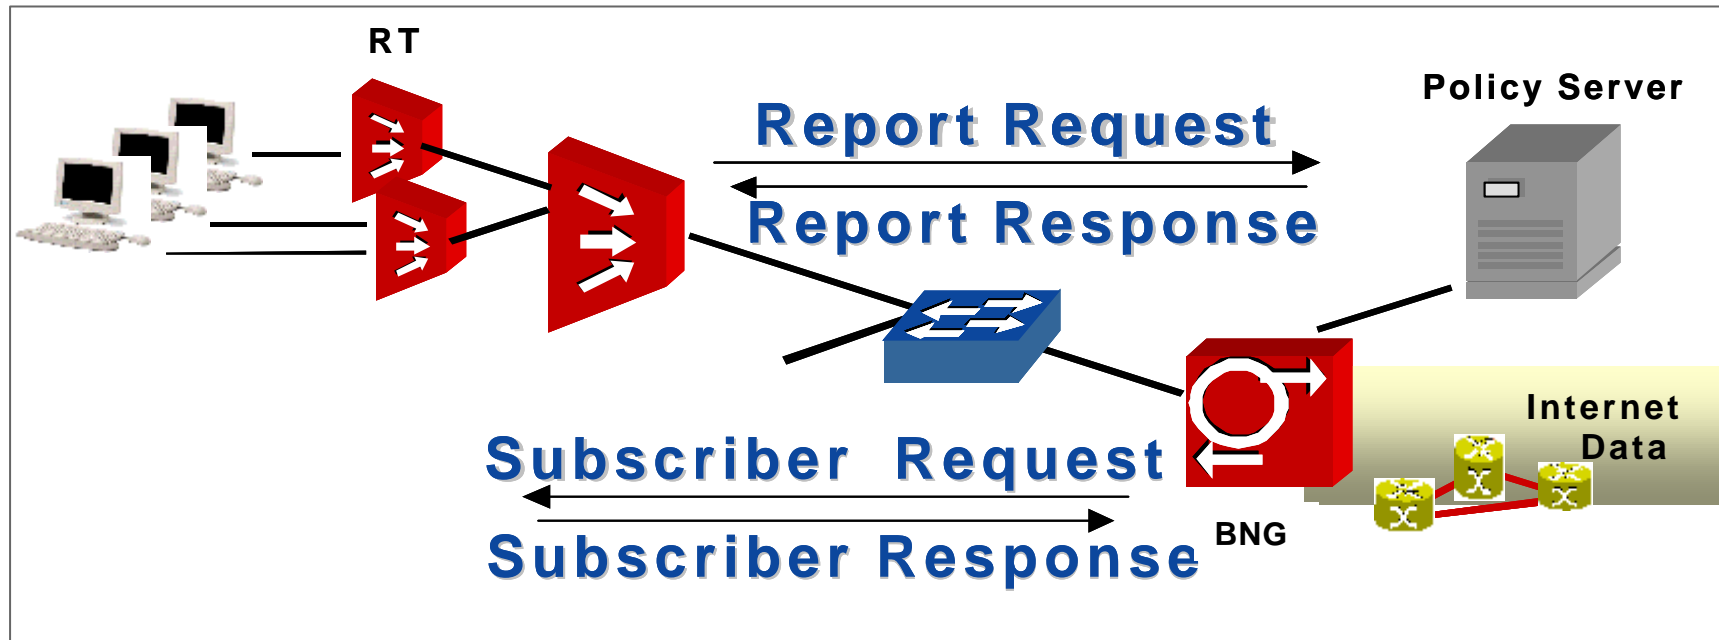 RT
Policy Server
Report Request
Report Response
Internet
Data
Subscriber Request
Subscriber Response
BNG